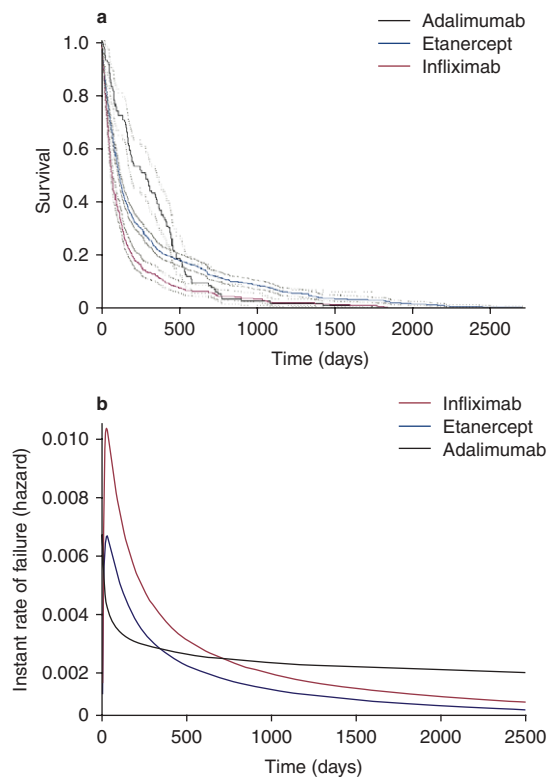 a
Adalimumab
Etanercept
Infliximab
1.0
0.8
0.6
0.4
0.2
0
Survival
0 500 1000 1500 2000 2500
Time (days)
b
Infliximab
Etanercept
Adalimumab
0.010
0.008
0.006
0.004
0.002
0
Instant rate of failure (hazard)
0 500 1000 1500 2000 2500
Time (days)